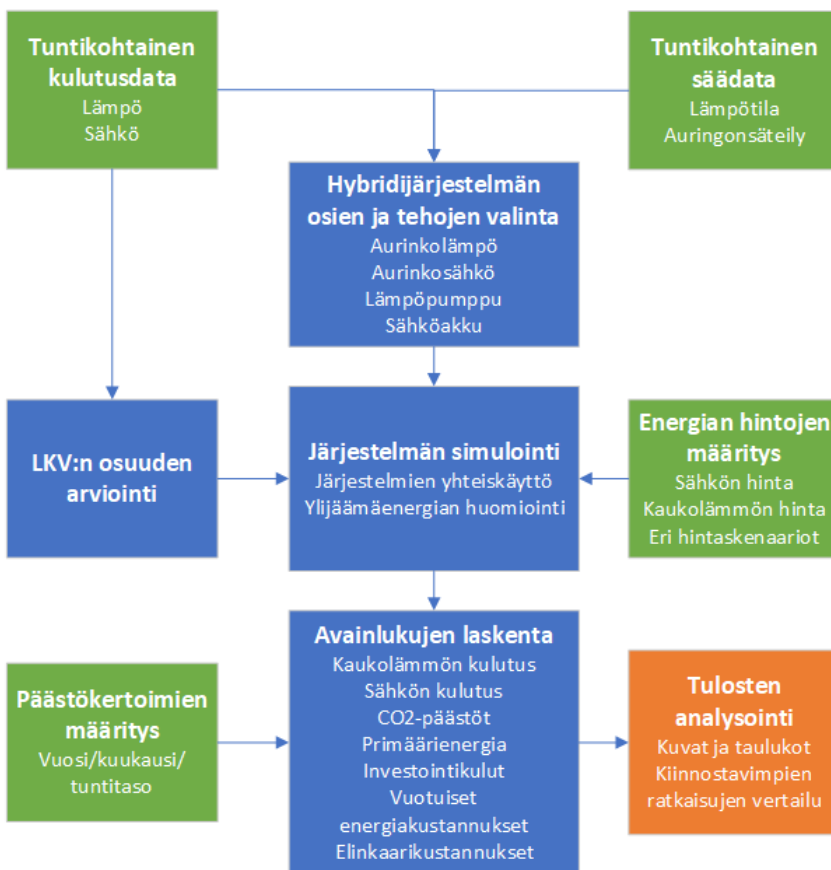 Tuntikohtainen
kulutusdata
Lämpö
Sähkö
Tuntikohtainen
säädata
Lämpötila
Auringonsäteily
Hybridijärjestelmän
osien ja tehojen valinta
Aurinkolämpö
Aurinkosähkö
Lämpöpumppu
Sähköakku
LKV:n osuuden
arviointi
Järjestelmän simulointi
Järjestelmien yhteiskäyttö
Ylijäämäenergian huomiointi
Energian hintojen
määritys
Sähkön hinta
Kaukolämmön hinta
Eri hintaskenaariot
Päästökertoimien
määritys
Vuosi/kuukausi/
tuntitaso
Avainlukujen laskenta
Kaukolämmön kulutus
Sähkön kulutus
CO2-päästöt
Primäärienergia
Investointikulut
Vuotuiset
energiakustannukset
Elinkaarikustannukset
Tulosten
analysointi
Kuvat ja taulukot
Kiinnostavimpien
ratkaisujen vertailu